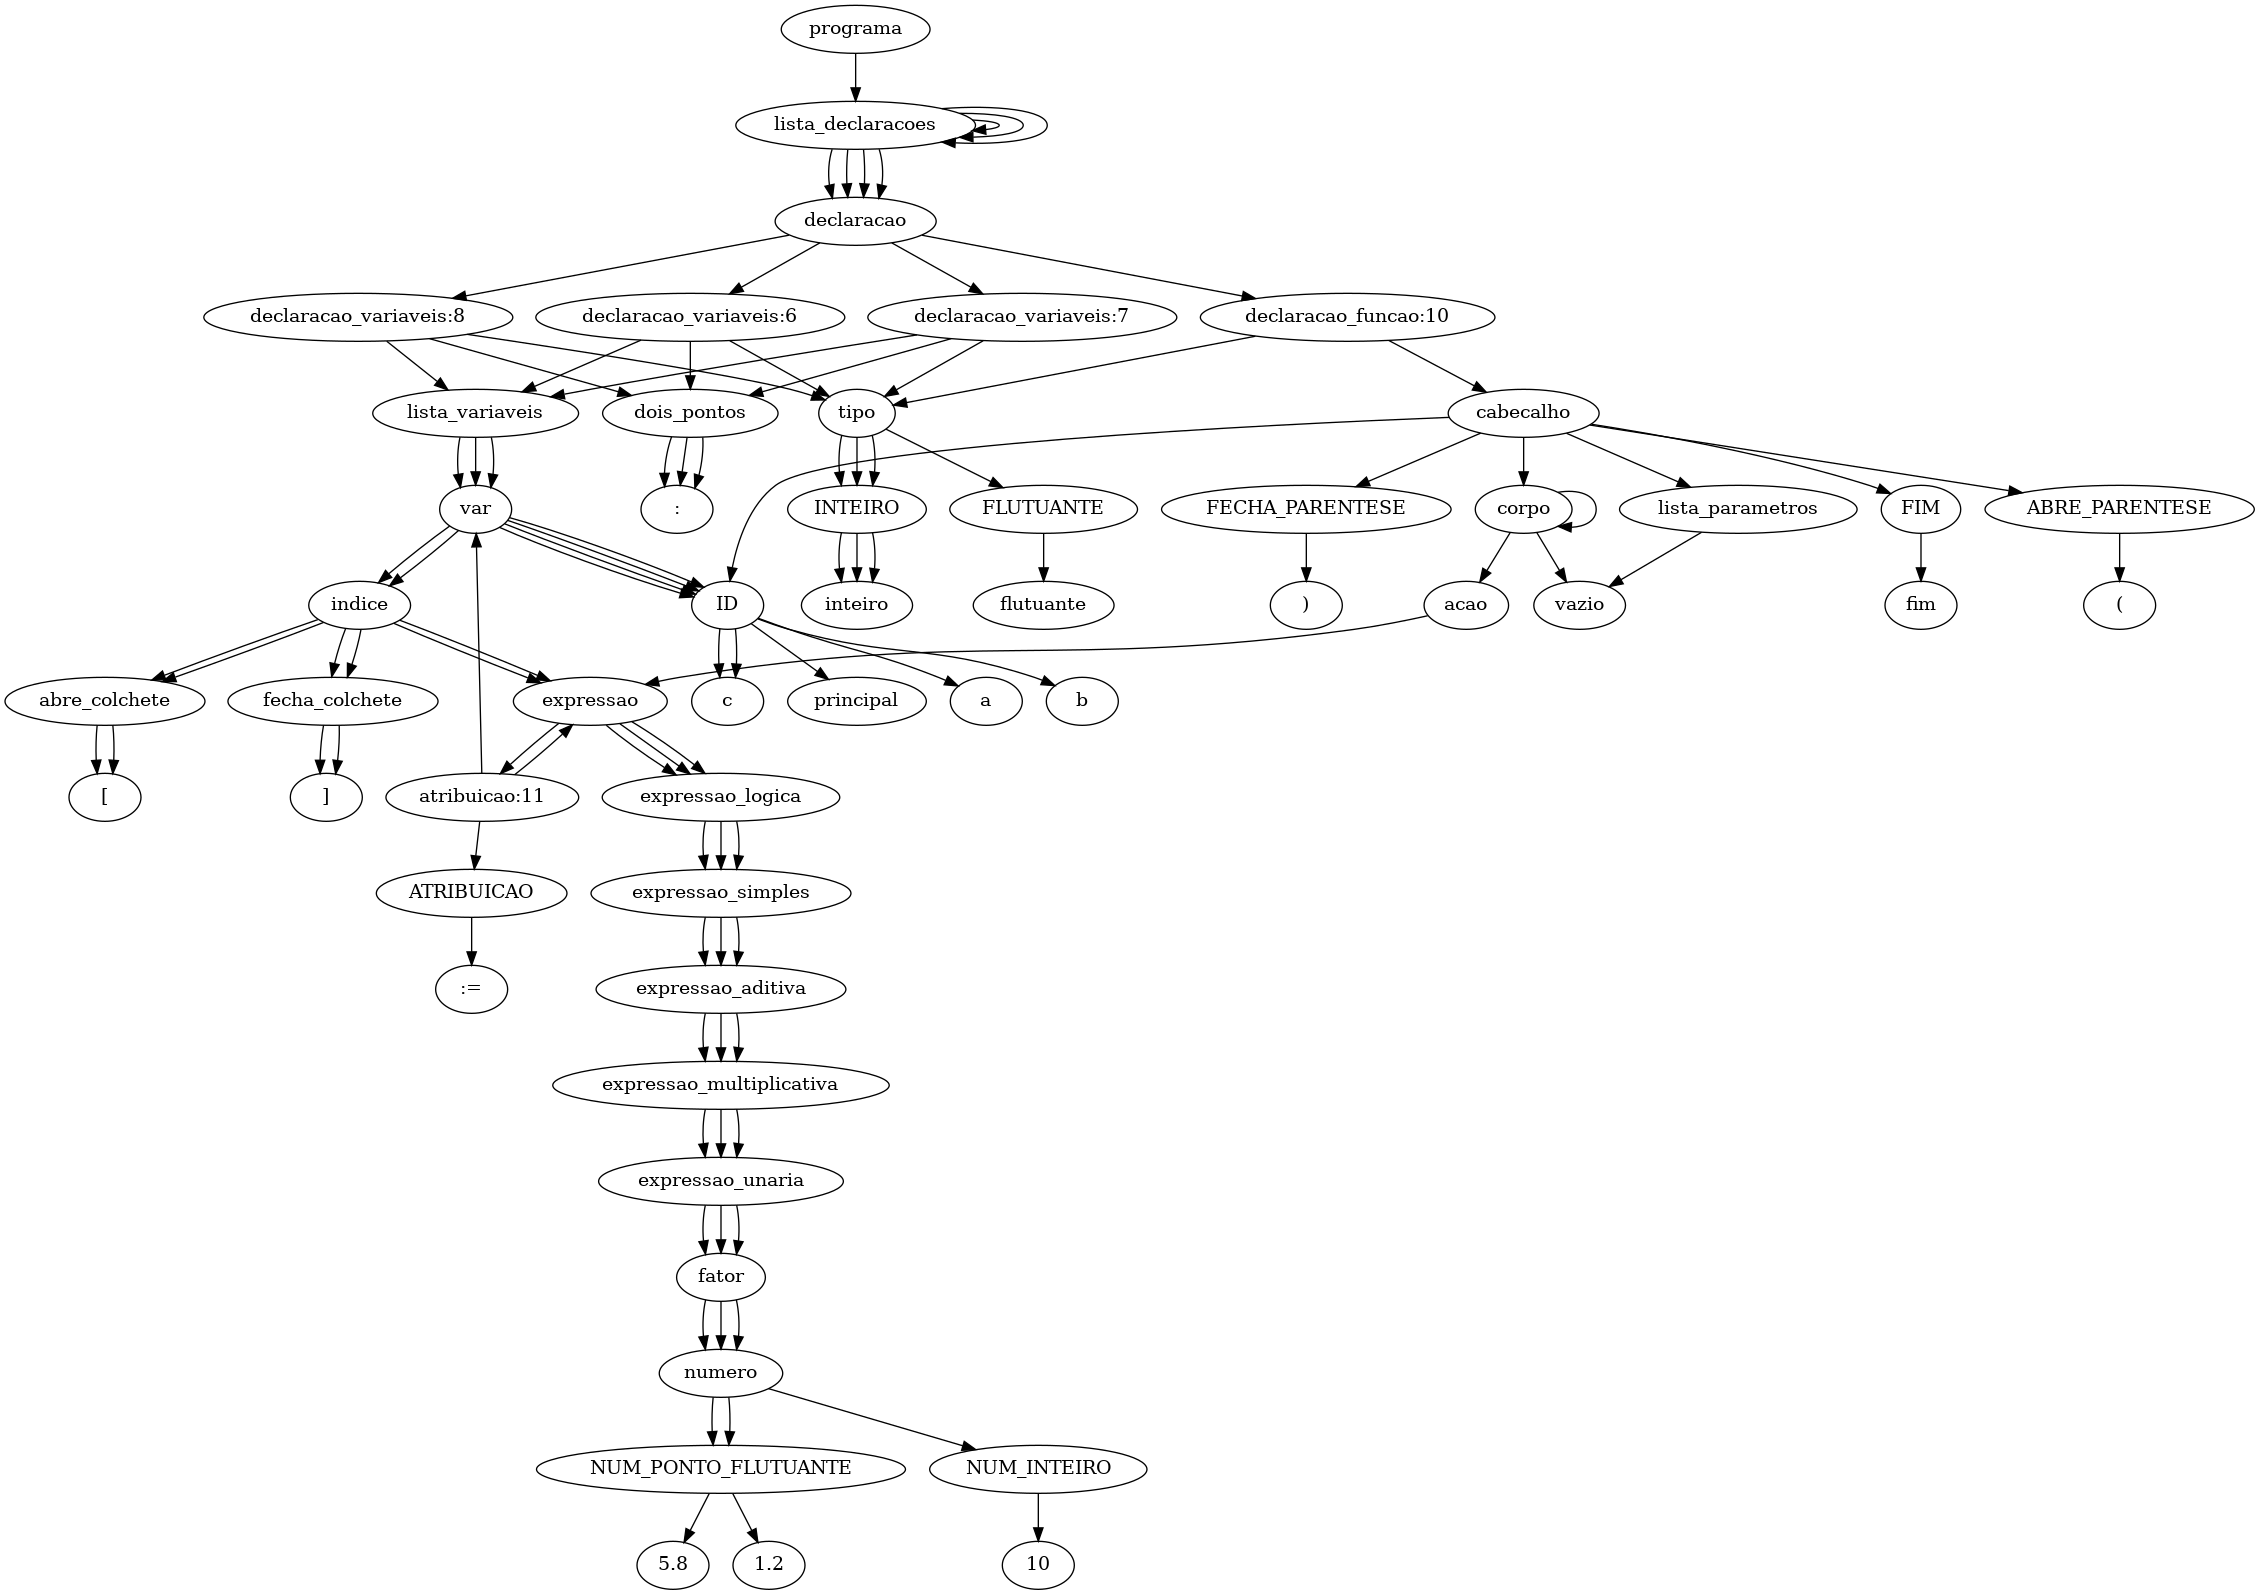 programa
lista_declaracoes
declaracao
declaracao_variaveis:8
declaracao_variaveis:6
declaracao_variaveis:7
declaracao_funcao:10
lista_variaveis
dois_pontos
tipo
cabecalho
var
:
INTEIRO
FLUTUANTE
FECHA_PARENTESE
corpo
lista_parametros
FIM
ABRE_PARENTESE
indice
ID
inteiro
flutuante
)
acao
vazio
fim
(
abre_colchete
fecha_colchete
expressao
c
principal
a
b
[
]
atribuicao:11
expressao_logica
ATRIBUICAO
expressao_simples
:=
expressao_aditiva
expressao_multiplicativa
expressao_unaria
fator
numero
NUM_PONTO_FLUTUANTE
NUM_INTEIRO
5.8
1.2
10